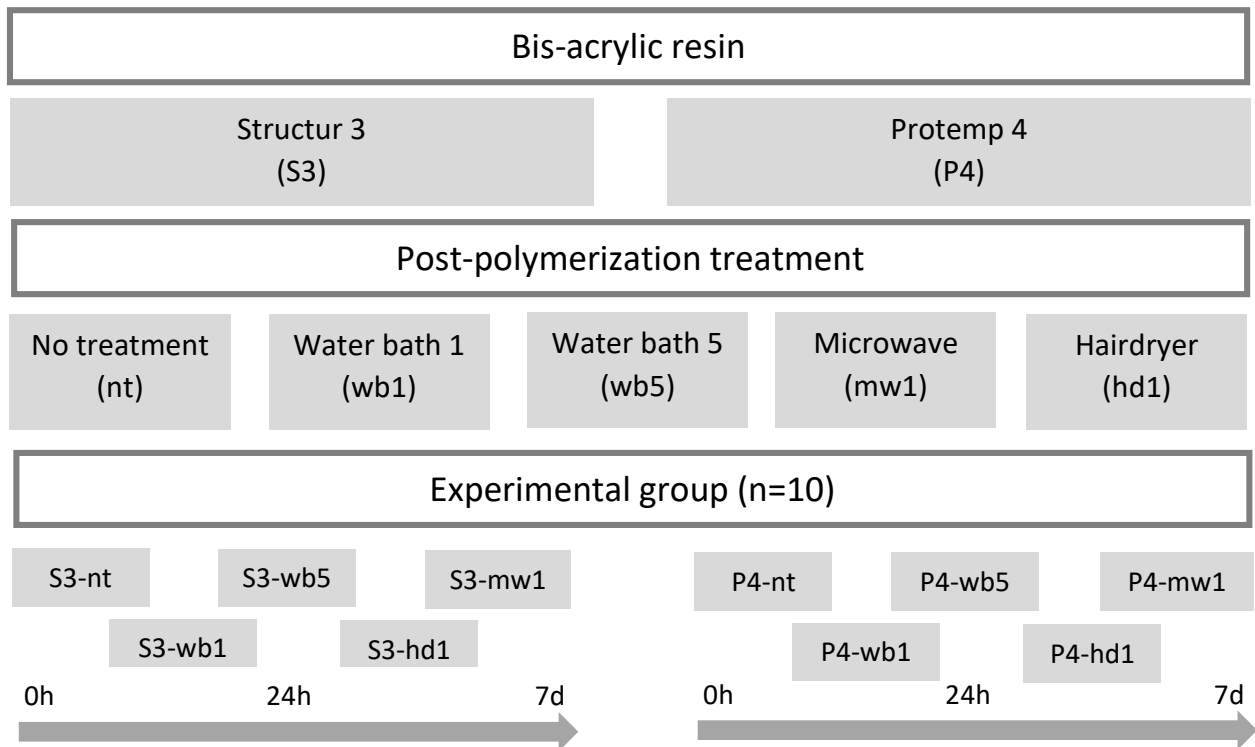 Bis-acrylic resin
Structur 3
(S3)
Protemp 4
(P4)
Post-polymerization treatment
No treatment
(nt)
Water bath 1
(wb1)
Water bath 5
(wb5)
Microwave
(mw1)
Hairdryer
(hd1)
Experimental group (n=10)
S3-nt
S3-wb5
S3-mw1
S3-wb1
S3-hd1
0h
24h
7d
P4-nt
P4-wb5
P4-mw1
P4-wb1
P4-hd1
0h
24h
7d